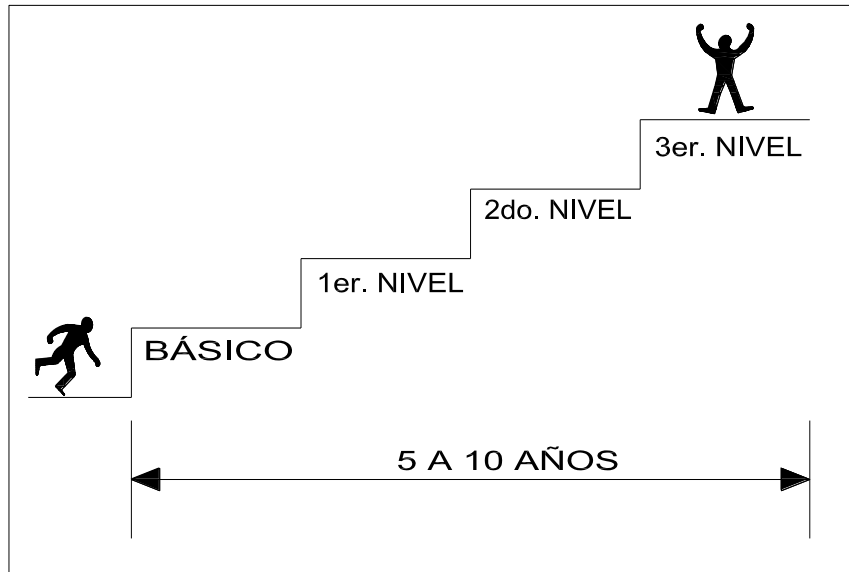 3er. NIVEL
2do. NIVEL
1er. NIVEL
BÁSICO
5 A 10 AÑOS